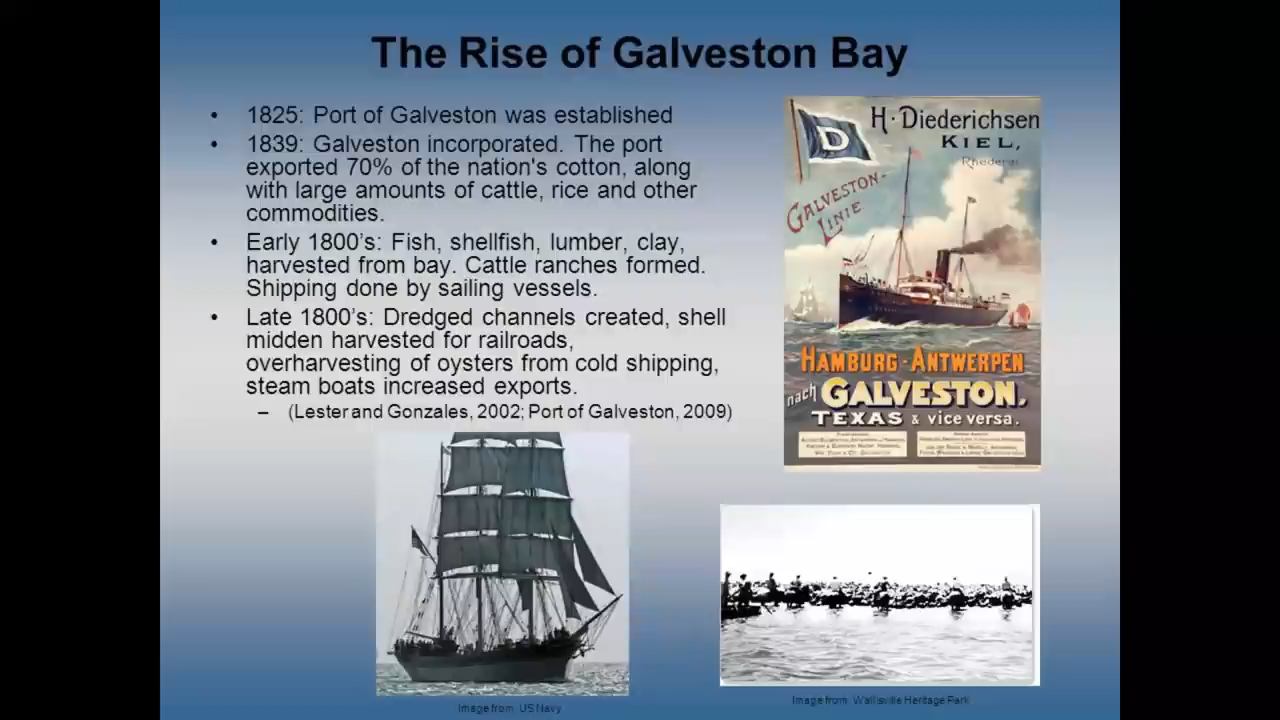 The Rise of Galveston Bay
• 1825: Port of Galveston was established
• 1839: Galveston incorporated. The port
exported 70% of the nation's cotton, along
with large amounts of cattle, rice and other
commodities.
• Early 1800's: Fish, shellfish, lumber, clay,
harvested from bay. Cattle ranches formed.
Shipping done by sailing vessels.
• Late 1800's: Dredged channels created, shell
midden harvested for railroads,
overharvesting of oysters from cold shipping,
steam boats increased exports.
– (Lester and Gonzales, 2002; Port of Galveston, 2009)
D
H. Diederichsen
KIEL,
Rhederei
GALVESTON-
LINIE
HAMBURG-ANTWERPEN
nach GALVESTON,
TEXAS & vice versa.
Image from: US Navy
Image from: Wallisville Heritage Park